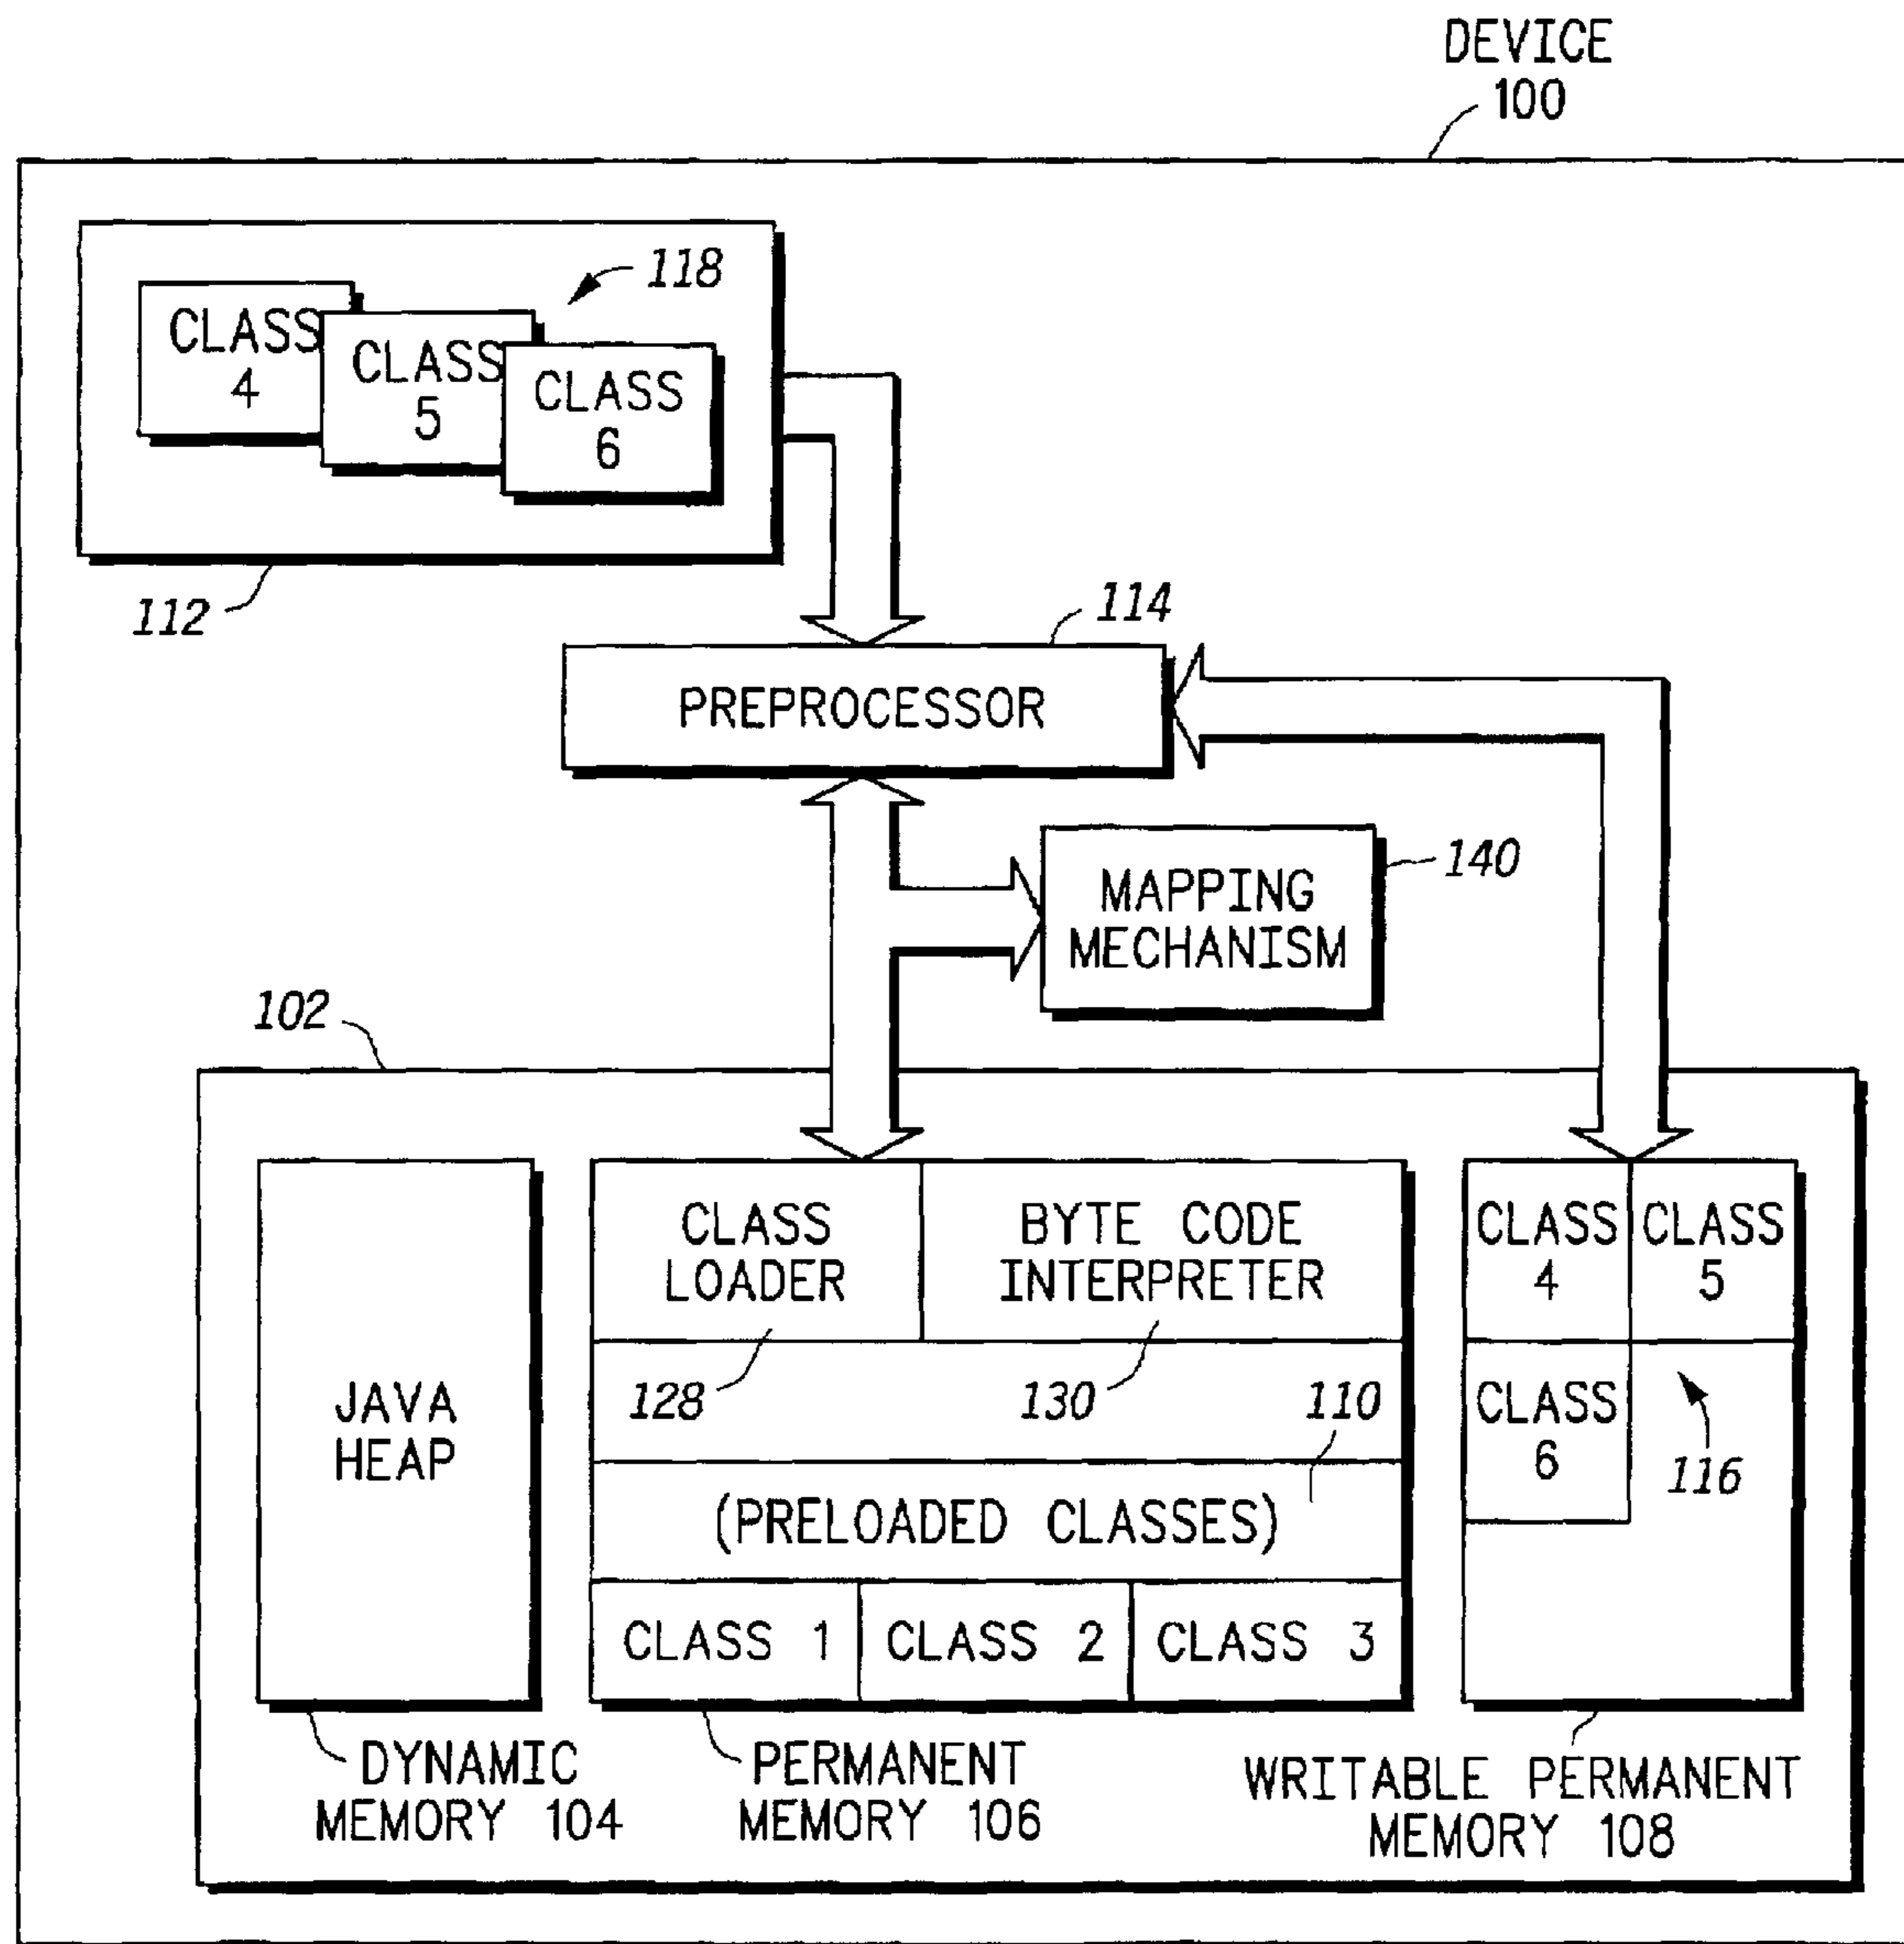 DEVICE
100
118
CLASS
4
CLASS
5
CLASS
6
112
114
PREPROCESSOR
140
MAPPING
MECHANISM
102
JAVA
HEAP
CLASS
LOADER
BYTE CODE
INTERPRETER
128
130
110
(PRELOADED CLASSES)
CLASS 1
CLASS 2
CLASS 3
CLASS
4
CLASS
5
CLASS
6
116
DYNAMIC
MEMORY 104
PERMANENT
MEMORY 106
WRITABLE PERMANENT
MEMORY 108